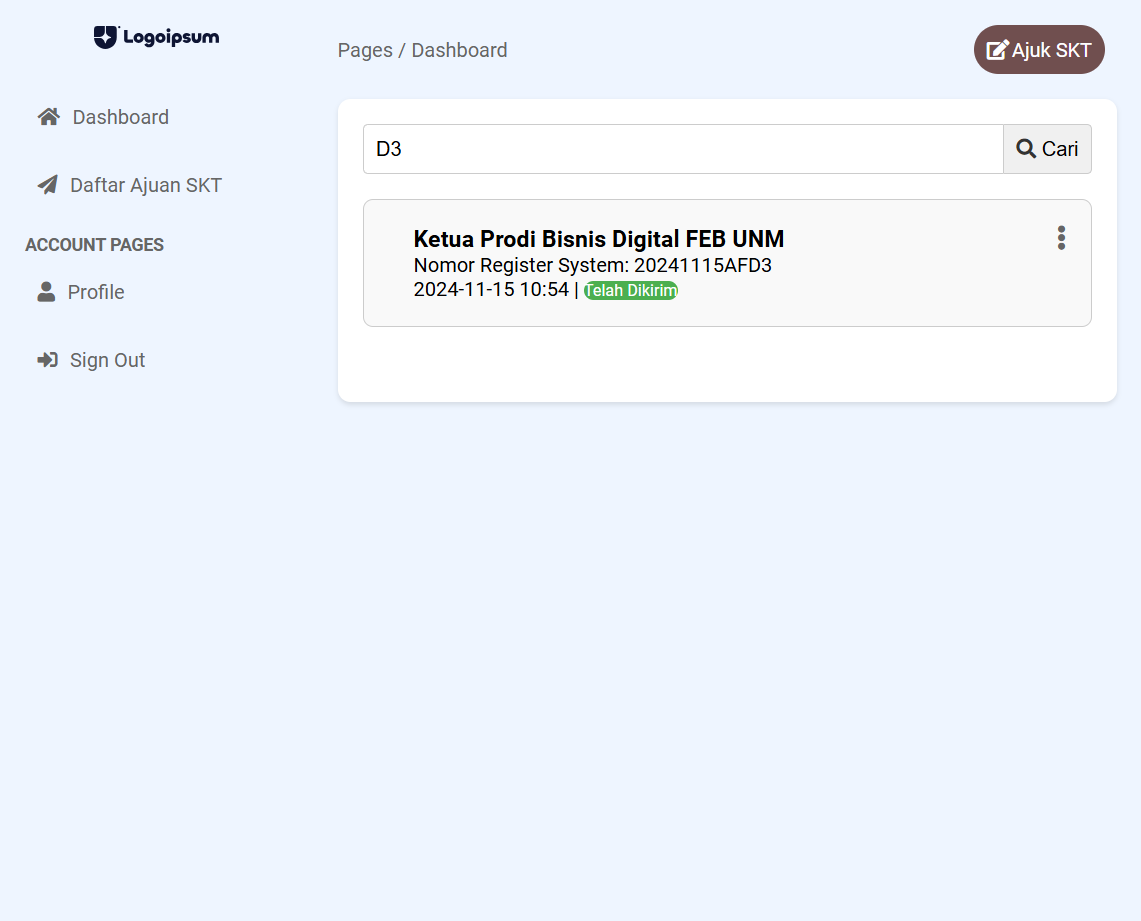 Logoipsum
Pages / Dashboard
Ajuk SKT
Dashboard
Daftar Ajuan SKT
ACCOUNT PAGES
Profile
Sign Out
D3
Cari
Ketua Prodi Bisnis Digital FEB UNM
Nomor Register System: 20241115AFD3
2024-11-15 10:54 | Telah Dikirim